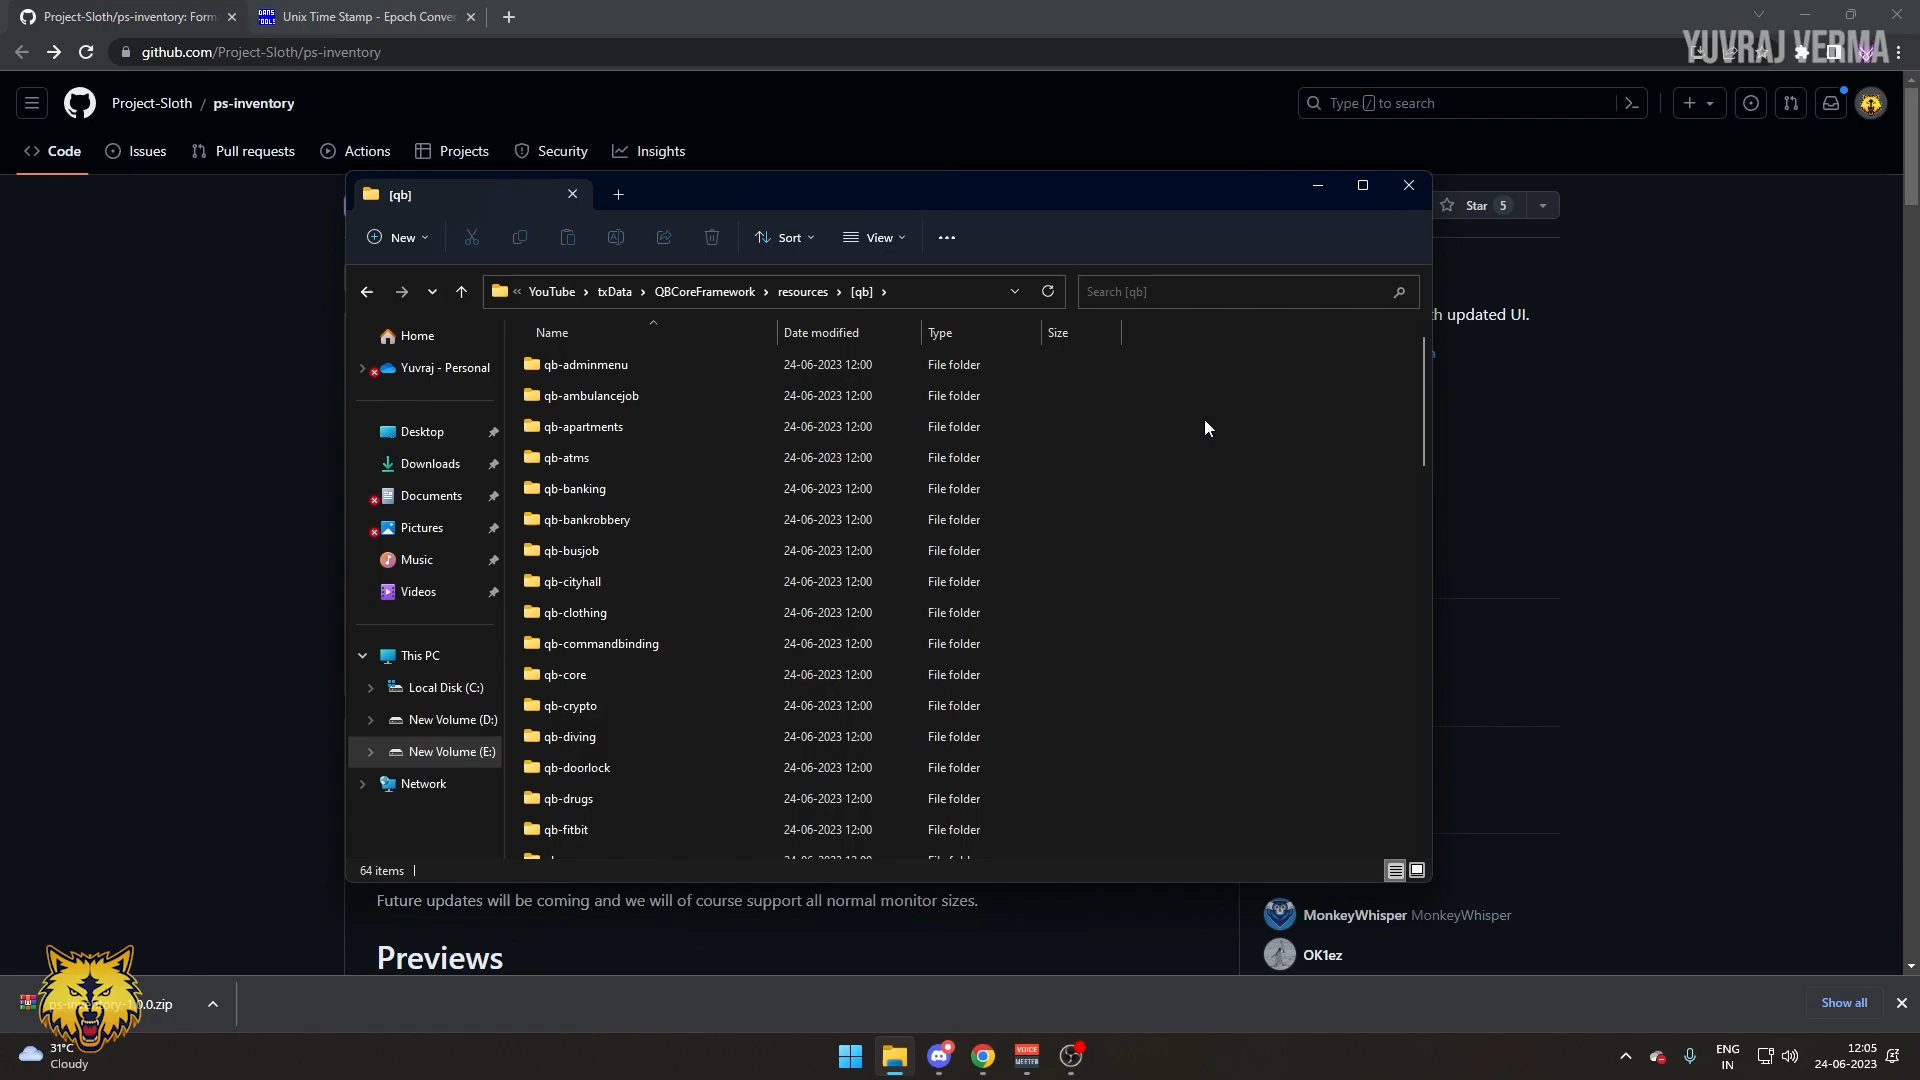 Project-Sloth/ps-inventory: Form
Unix Time Stamp - Epoch Conver
github.com/Project-Sloth/ps-inventory
YUVRAJ VERMA
Project-Sloth / ps-inventory
Type / to search
Code
Issues
Pull requests
Actions
Projects
Security
Insights
[qb]
Star 5
New
Sort
View
« YouTube › txData › QBCoreFramework › resources › [qb] ›
Search [qb]
h updated UI.
Name Date modified Type Size
Home
Yuvraj - Personal
Desktop
Downloads
Documents
Pictures
Music
Videos
This PC
Local Disk (C:)
New Volume (D:)
New Volume (E:)
Network
qb-adminmenu 24-06-2023 12:00 File folder
qb-ambulancejob 24-06-2023 12:00 File folder
qb-apartments 24-06-2023 12:00 File folder
qb-atms 24-06-2023 12:00 File folder
qb-banking 24-06-2023 12:00 File folder
qb-bankrobbery 24-06-2023 12:00 File folder
qb-busjob 24-06-2023 12:00 File folder
qb-cityhall 24-06-2023 12:00 File folder
qb-clothing 24-06-2023 12:00 File folder
qb-commandbinding 24-06-2023 12:00 File folder
qb-core 24-06-2023 12:00 File folder
qb-crypto 24-06-2023 12:00 File folder
qb-diving 24-06-2023 12:00 File folder
qb-doorlock 24-06-2023 12:00 File folder
qb-drugs 24-06-2023 12:00 File folder
qb-fitbit 24-06-2023 12:00 File folder
64 items
Future updates will be coming and we will of course support all normal monitor sizes.
Previews
MonkeyWhisper MonkeyWhisper
OK1ez
ps-inventory-1.0.0.zip
Show all
31°C
Cloudy
VOICE
MEETER
ENG
IN
12:05
24-06-2023